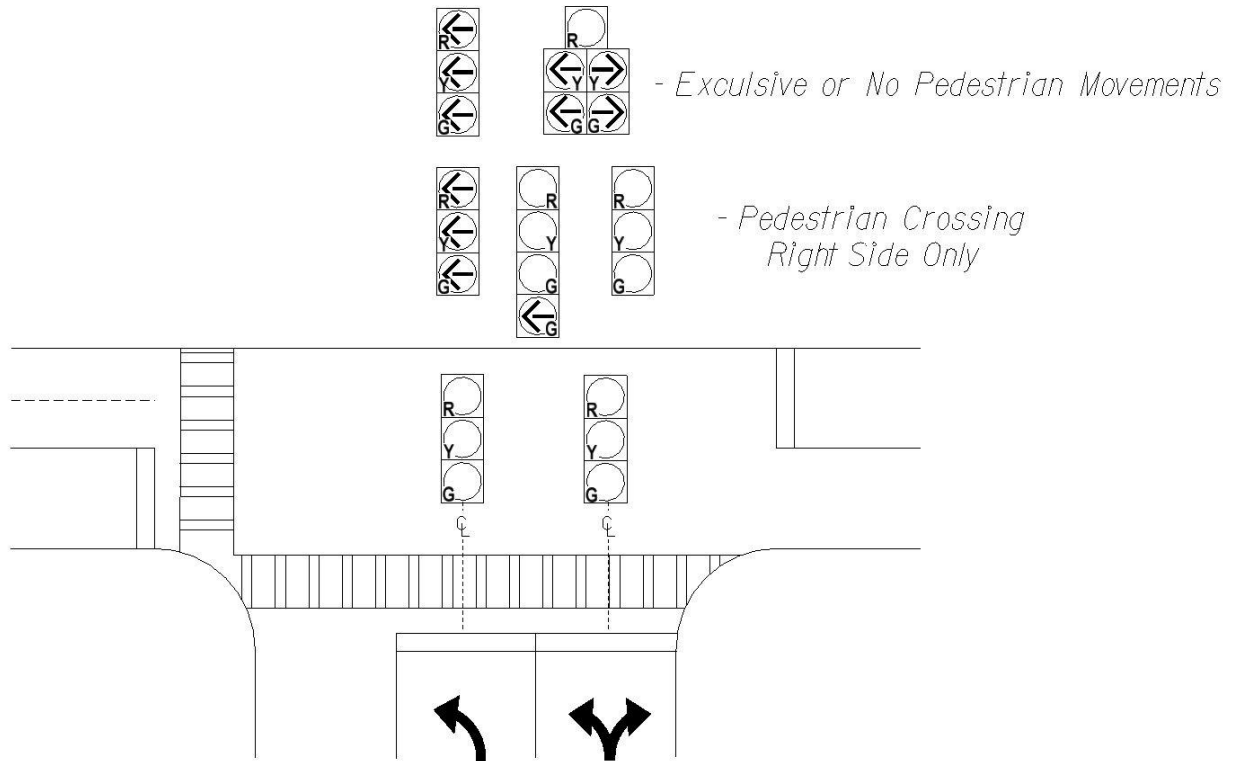 R R
Y Y Y
G G G
- Exculsive or No Pedestrian Movements
R R R
Y Y Y
G G G
G
- Pedestrian Crossing
Right Side Only
R R
Y Y
G G
℄ ℄